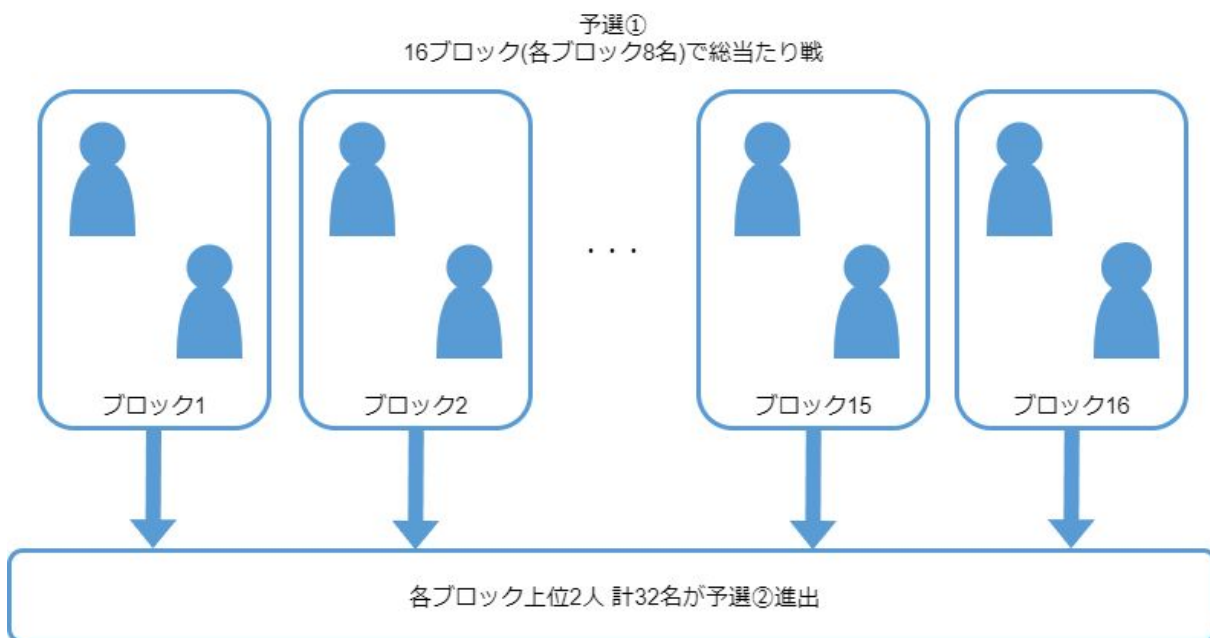 予選①
16ブロック(各ブロック8名)で総当たり戦
・・・
ブロック1
ブロック2
ブロック15
ブロック16
各ブロック上位2人 計32名が予選②進出